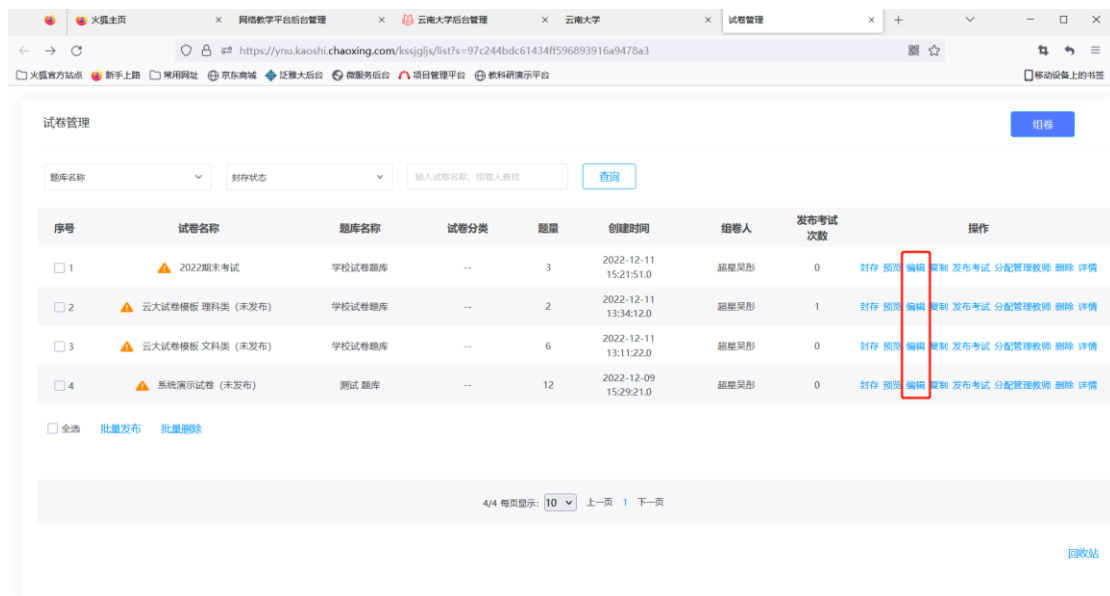 火狐主页 网络教学平台后台管理 云南大学后台管理 云南大学 试卷管理
https://ynu.kaoshi.chaoxing.com/kssjgljs/list?s=97c244bdc61434ff596893916a9478a3
火狐官方站点 新手上路 常用网址 京东商城 泛雅大后台 微服务后台 项目管理平台 教科研演示平台 移动设备上的书签
试卷管理 组卷
题库名称 封存状态 输入试卷名称、组卷人查找 查询
序号 试卷名称 题库名称 试卷分类 题量 创建时间 组卷人 发布考试次数 操作
1 2022期末考试 学校试卷题库 -- 3 2022-12-11 15:21:51.0 超星吴彤 0 封存 预览 编辑 复制 发布考试 分配管理教师 删除 详情
2 云大试卷模板 理科类(未发布) 学校试卷题库 -- 2 2022-12-11 13:34:12.0 超星吴彤 1 封存 预览 编辑 复制 发布考试 分配管理教师 删除 详情
3 云大试卷模板 文科类(未发布) 学校试卷题库 -- 6 2022-12-11 13:11:22.0 超星吴彤 0 封存 预览 编辑 复制 发布考试 分配管理教师 删除 详情
4 系统演示试卷(未发布) 测试 题库 -- 12 2022-12-09 15:29:21.0 超星吴彤 0 封存 预览 编辑 复制 发布考试 分配管理教师 删除 详情
全选 批量发布 批量删除
4/4 每页显示: 10 上一页 1 下一页
回收站